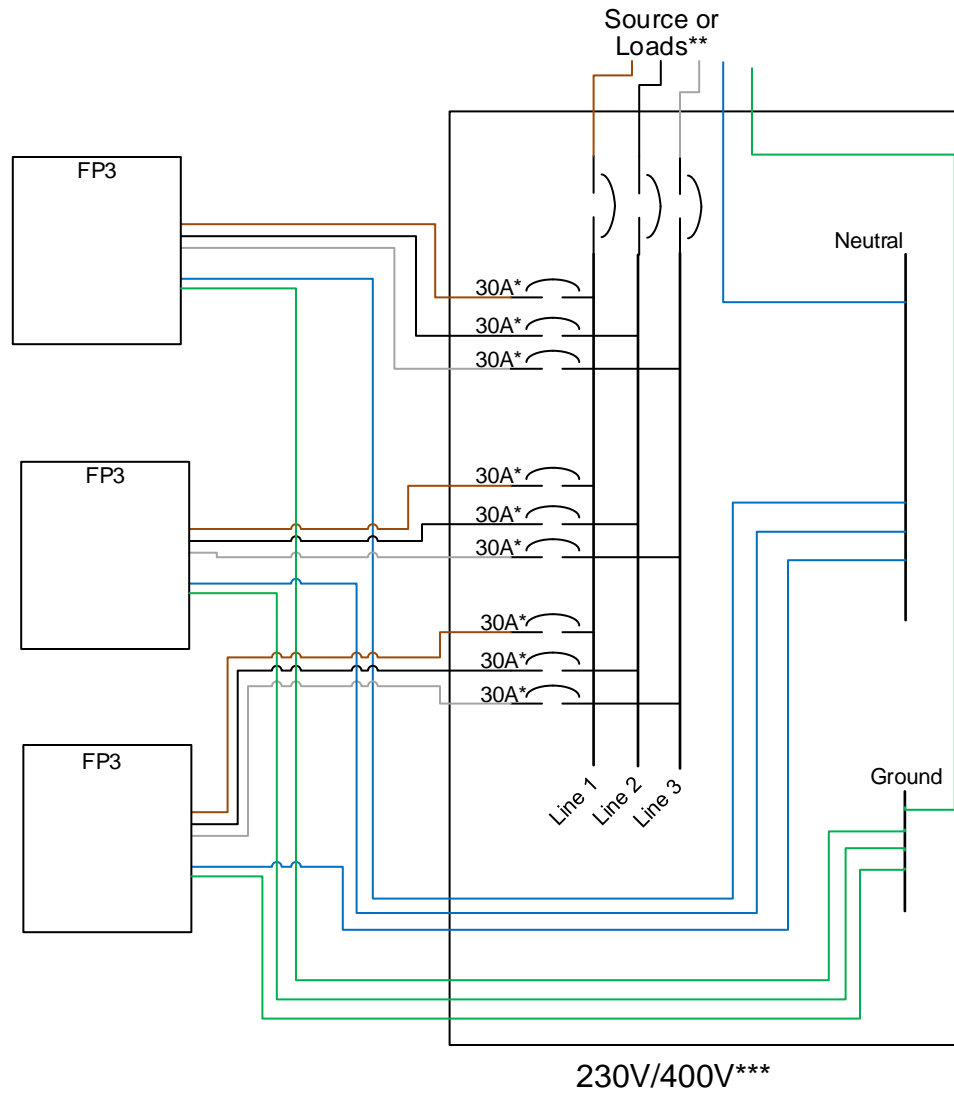 Source or
Loads**
FP3
Neutral
30A*
30A*
30A*
FP3
30A*
30A*
30A*
30A*
30A*
30A*
FP3
Line 1
Line 2
Line 3
Ground
230V/400V***